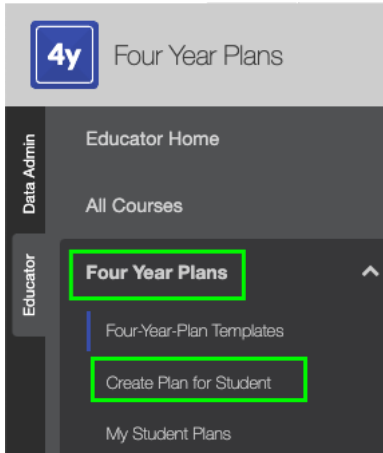 4y Four Year Plans
Data Admin
Educator Home
All Courses
Educator
Four Year Plans
Four-Year-Plan Templates
Create Plan for Student
My Student Plans